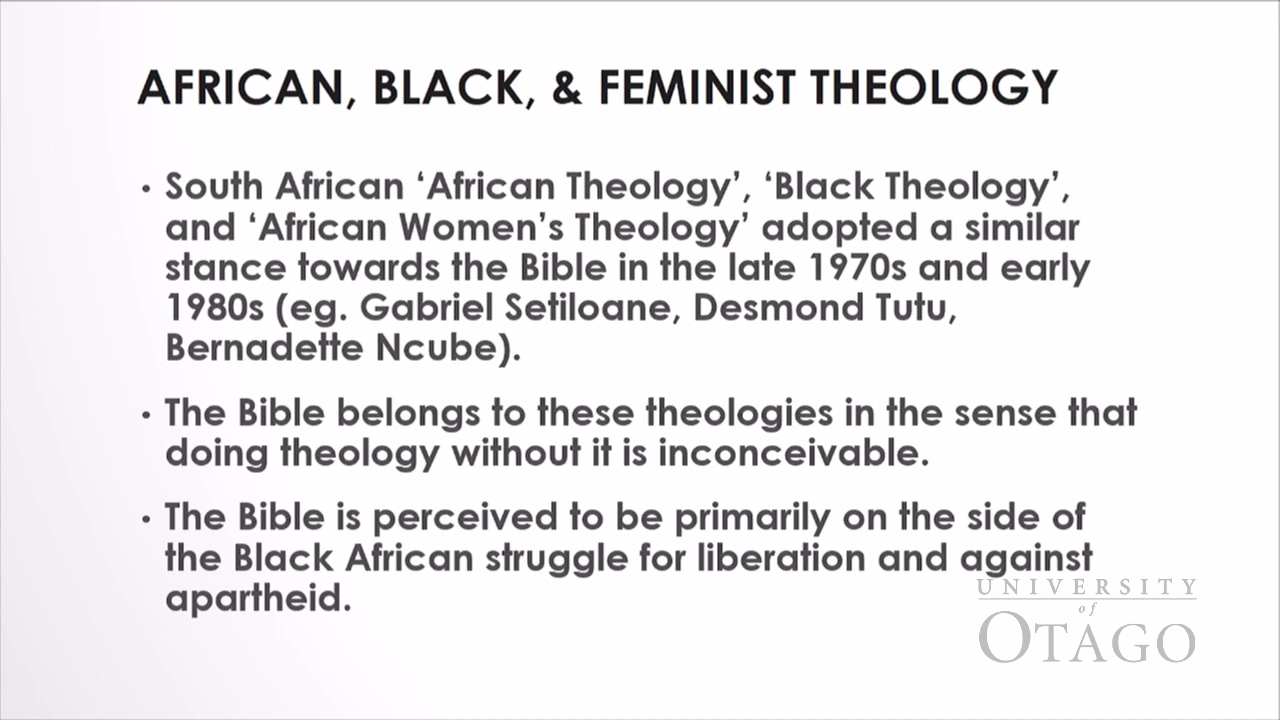 AFRICAN, BLACK, & FEMINIST THEOLOGY
• South African ‘African Theology’, ‘Black Theology’,
and ‘African Women’s Theology’ adopted a similar
stance towards the Bible in the late 1970s and early
1980s (eg. Gabriel Setiloane, Desmond Tutu,
Bernadette Ncube).
• The Bible belongs to these theologies in the sense that
doing theology without it is inconceivable.
• The Bible is perceived to be primarily on the side of
the Black African struggle for liberation and against
apartheid.
UNIVERSITY
of
OTAGO